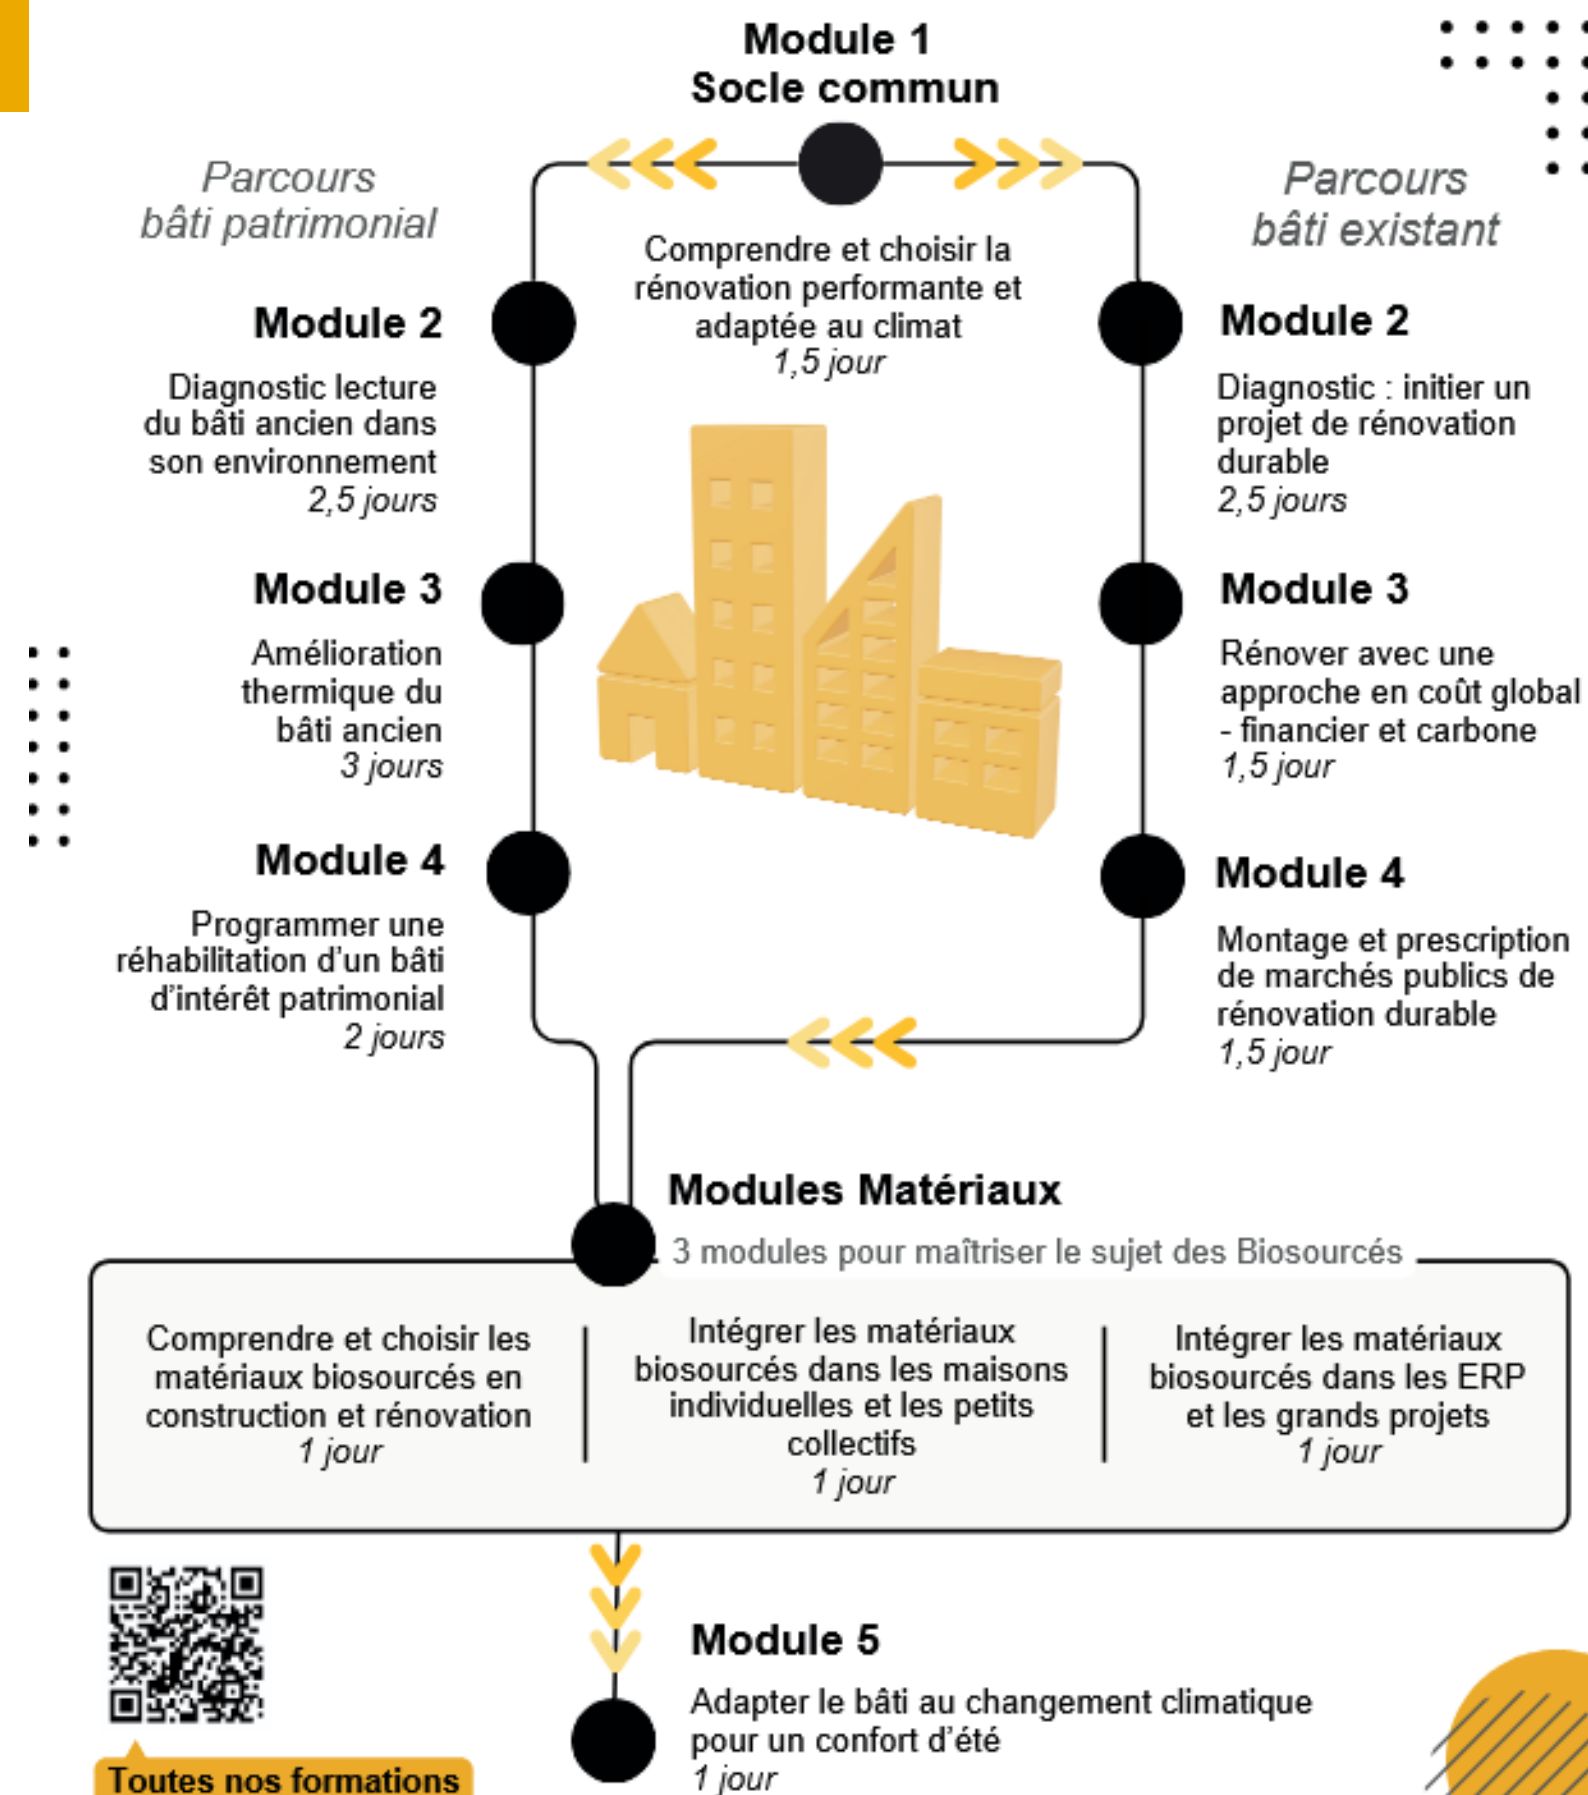 Module 1
Socle commun
Parcours
bâti patrimonial
Parcours
bâti existant
Comprendre et choisir la
rénovation performante et
adaptée au climat
1,5 jour
Module 2
Diagnostic lecture
du bâti ancien dans
son environnement
2,5 jours
Module 2
Diagnostic : initier un
projet de rénovation
durable
2,5 jours
Module 3
Amélioration
thermique du
bâti ancien
3 jours
Module 3
Rénover avec une
approche en coût global
- financier et carbone
1,5 jour
Module 4
Programmer une
réhabilitation d'un bâti
d'intérêt patrimonial
2 jours
Module 4
Montage et prescription
de marchés publics de
rénovation durable
1,5 jour
Modules Matériaux
3 modules pour maîtriser le sujet des Biosourcés
Comprendre et choisir les
matériaux biosourcés en
construction et rénovation
1 jour
Intégrer les matériaux
biosourcés dans les maisons
individuelles et les petits
collectifs
1 jour
Intégrer les matériaux
biosourcés dans les ERP
et les grands projets
1 jour
Module 5
Adapter le bâti au changement climatique
pour un confort d'été
1 jour
Toutes nos formations